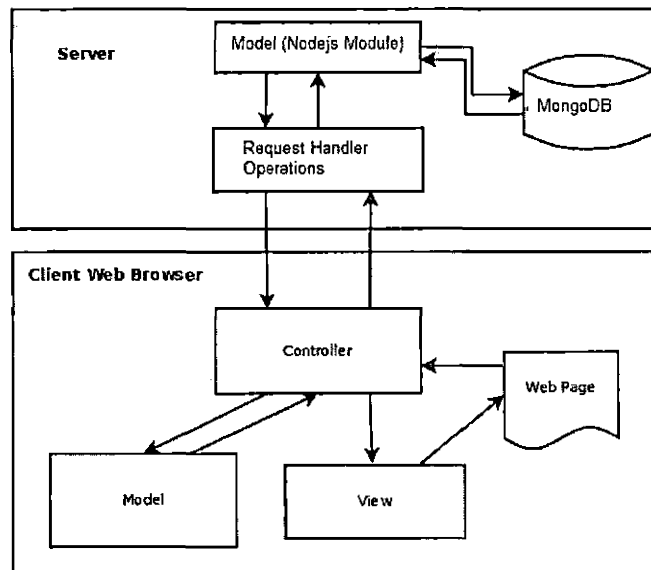 Server
Model (Nodejs Module)
MongoDB
Request Handler
Operations
Client Web Browser
Controller
Web Page
Model
View